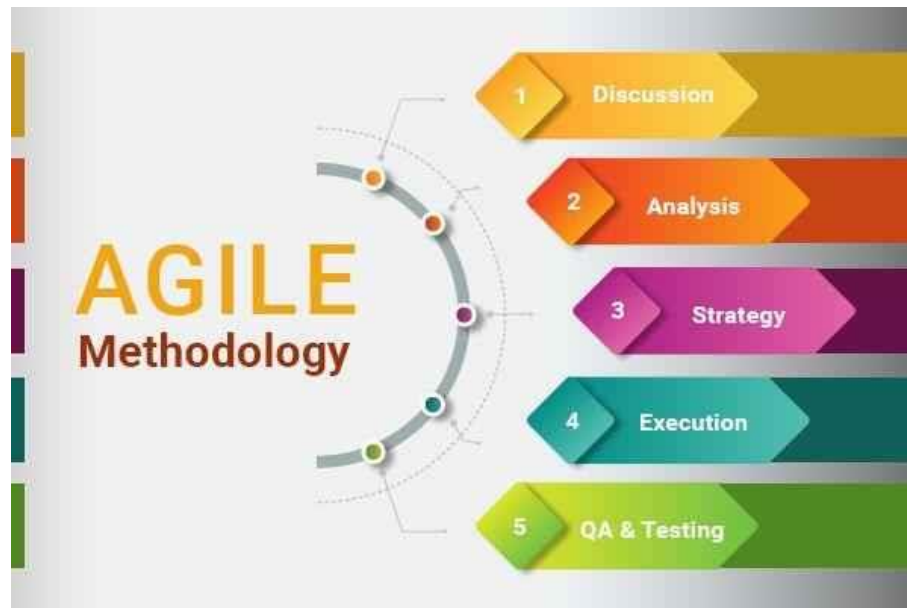 AGILE
Methodology
1 Discussion
2 Analysis
3 Strategy
4 Execution
5 QA & Testing